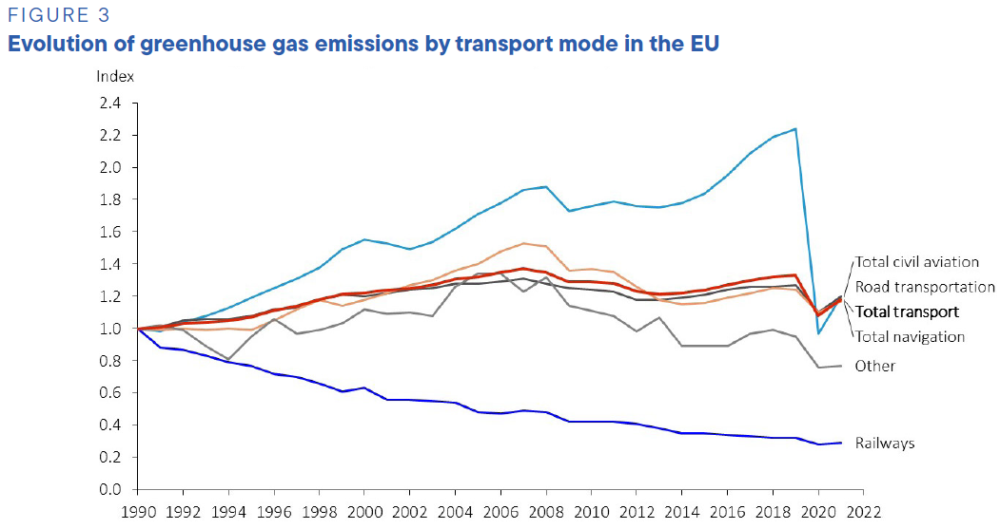 FIGURE 3
Evolution of greenhouse gas emissions by transport mode in the EU
Index
2.4
2.2
2.0
1.8
1.6
1.4
1.2
1.0
0.8
0.6
0.4
0.2
0.0
Total civil aviation
Road transportation
Total transport
Total navigation
Other
Railways
1990 1992 1994 1996 1998 2000 2002 2004 2006 2008 2010 2012 2014 2016 2018 2020 2022